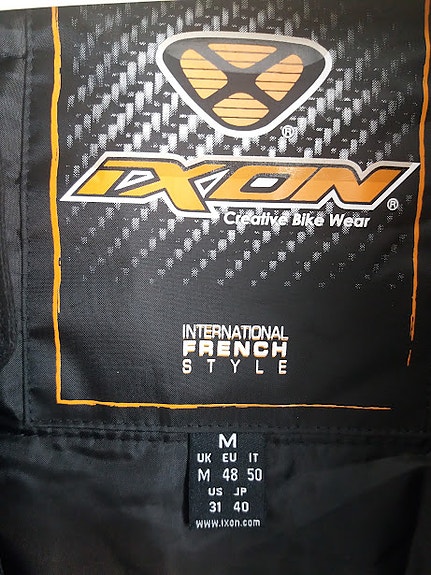 ®
IXON®
Creative Bike Wear
INTERNATIONAL
FRENCH
STYLE
M
UK EU IT
M 48 50
US JP
31 40
www.ixon.com